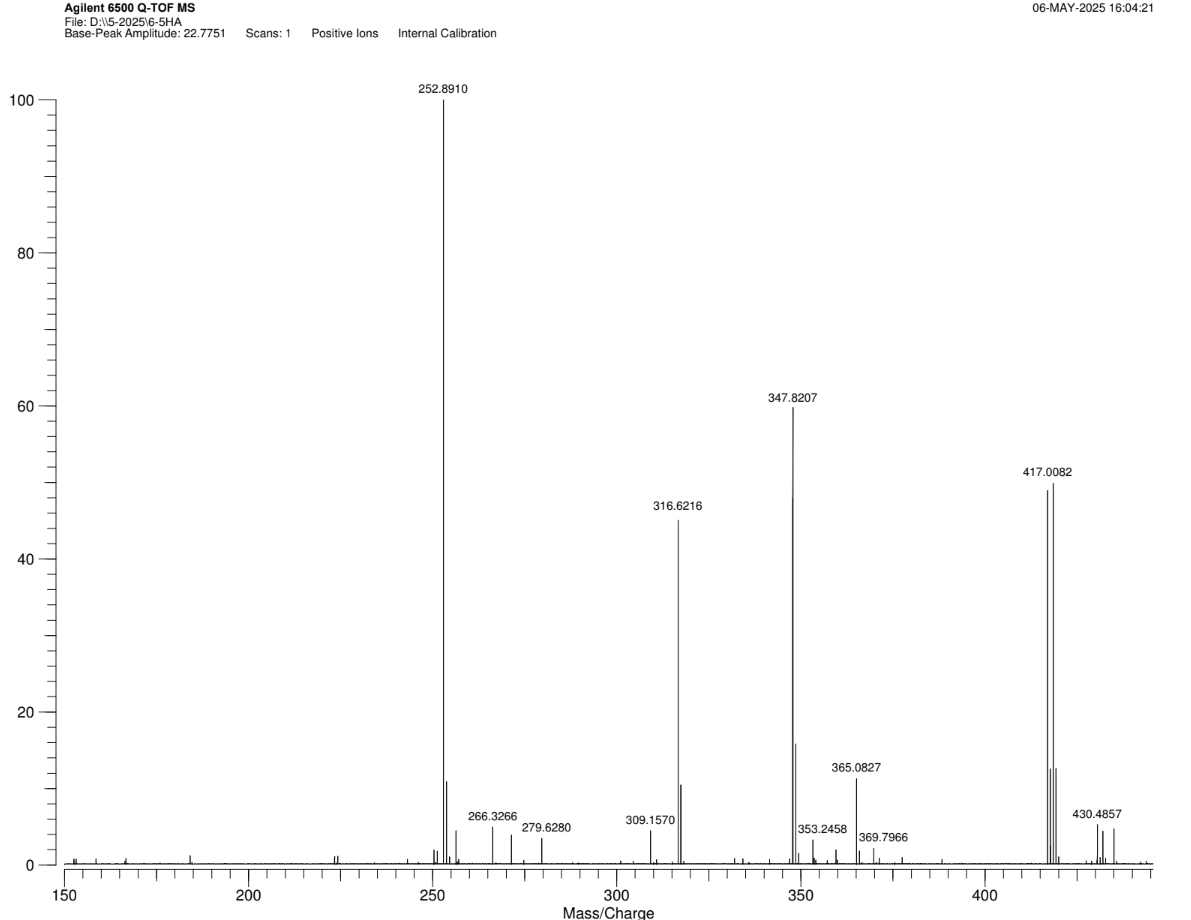 Agilent 6500 Q-TOF MS
06-MAY-2025 16:04:21
File: D:\\5-2025\6-5HA
Base-Peak Amplitude: 22.7751 Scans: 1 Positive Ions Internal Calibration
252.8910
100
80
347.8207
60
417.0082
316.6216
40
20
365.0827
266.3266
309.1570
430.4857
279.6280
353.2458
369.7966
0
150 200 250 300 350 400
Mass/Charge